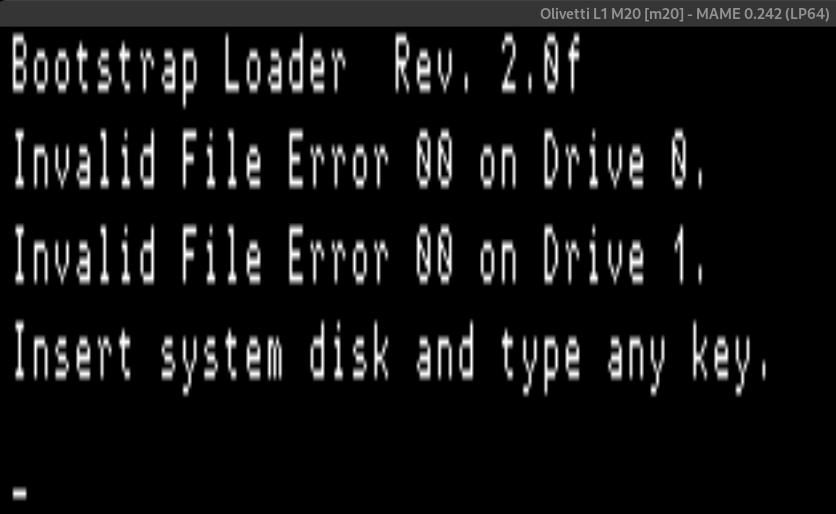 Olivetti L1 M20 [m20] - MAME 0.242 (LP64)
Bootstrap Loader  Rev. 2.0f
Invalid File Error 00 on Drive 0.
Invalid File Error 00 on Drive 1.
Insert system disk and type any key.